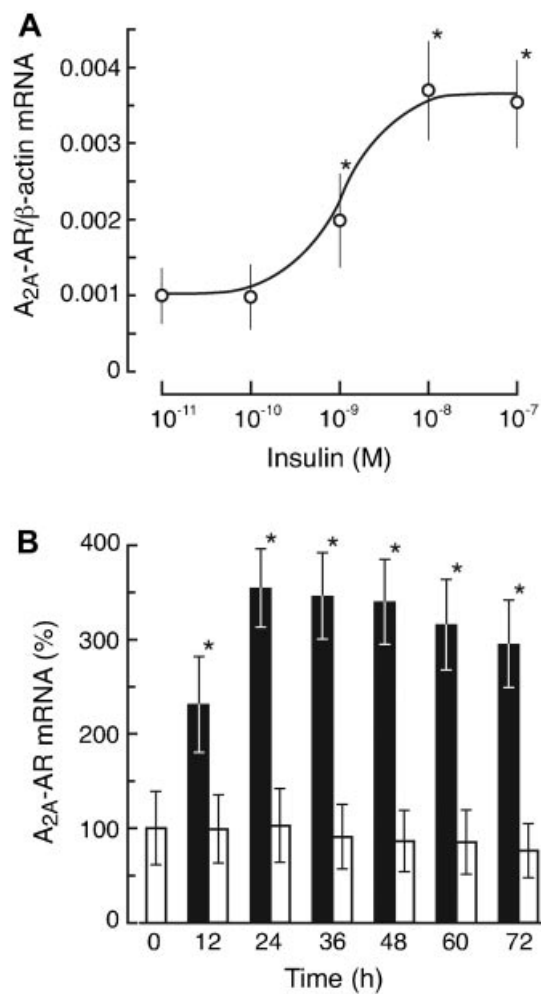 A
A2A-AR/β-actin mRNA
0.004
0.003
0.002
0.001
0
* * *
10-11 10-10 10-9 10-8 10-7
Insulin (M)
B
A2A-AR mRNA (%)
400
300
200
100
0
* * * * * *
0 12 24 36 48 60 72
Time (h)